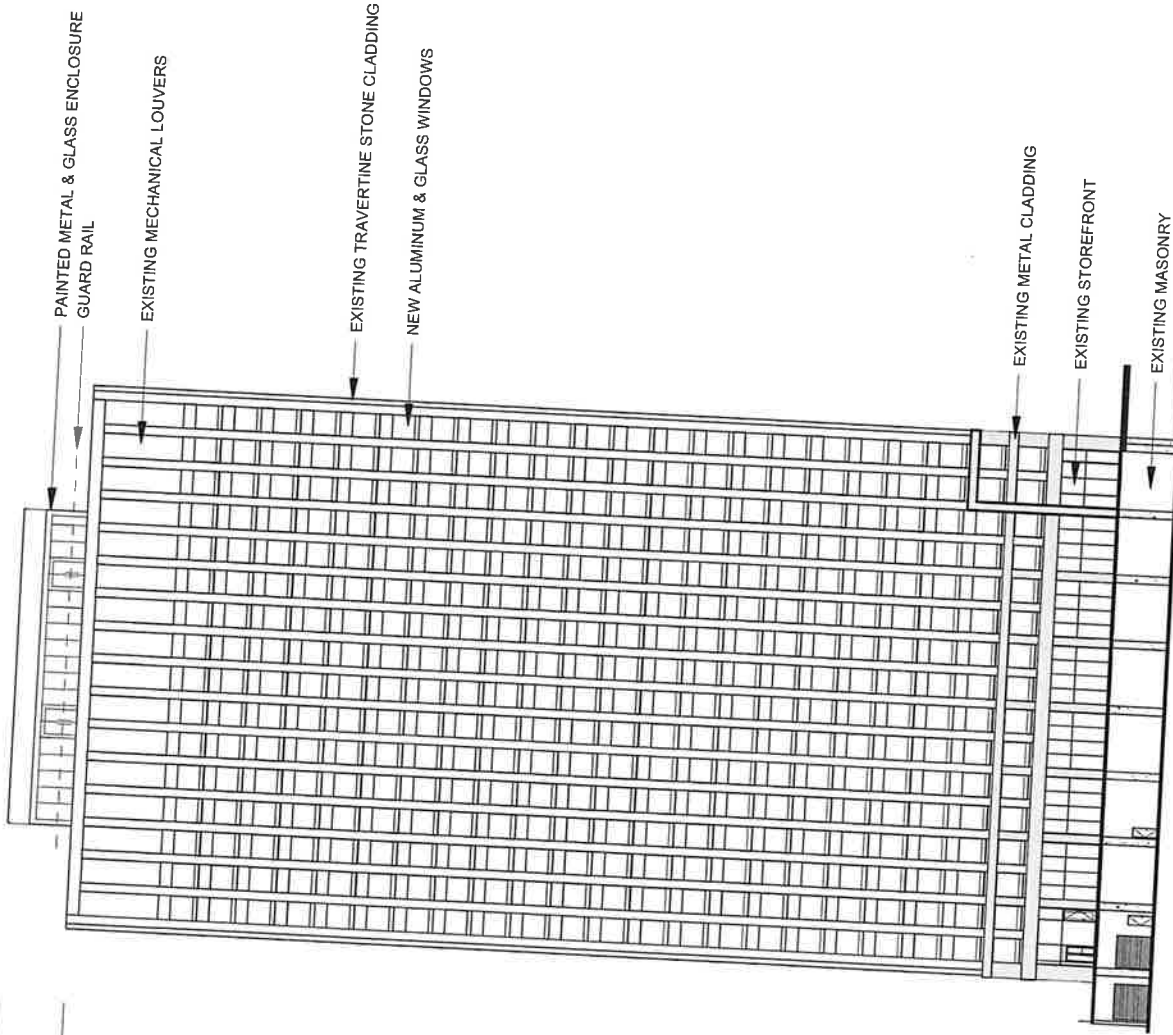 PAINTED METAL & GLASS ENCLOSURE
GUARD RAIL
EXISTING MECHANICAL LOUVERS
EXISTING TRAVERTINE STONE CLADDING
NEW ALUMINUM & GLASS WINDOWS
EXISTING METAL CLADDING
EXISTING STOREFRONT
EXISTING MASONRY